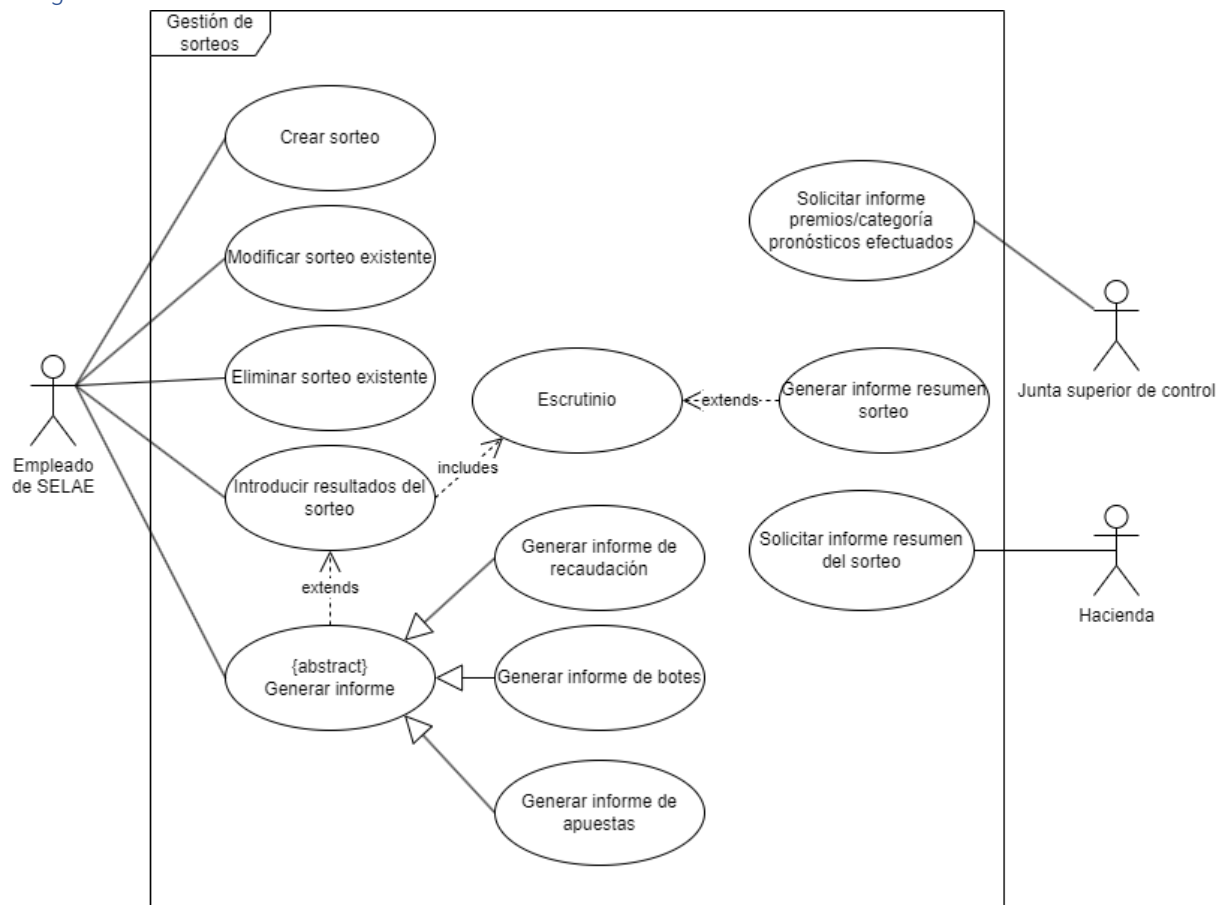 Gestión de
sorteos
Crear sorteo
Modificar sorteo existente
Eliminar sorteo existente
Introducir resultados del
sorteo
{abstract}
Generar informe
extends
includes
Escrutinio
extends
Generar informe resumen
sorteo
Generar informe de
recaudación
Generar informe de botes
Generar informe de
apuestas
Solicitar informe
premios/categoría
pronósticos efectuados
Solicitar informe resumen
del sorteo
Empleado
de SELAE
Junta superior de control
Hacienda